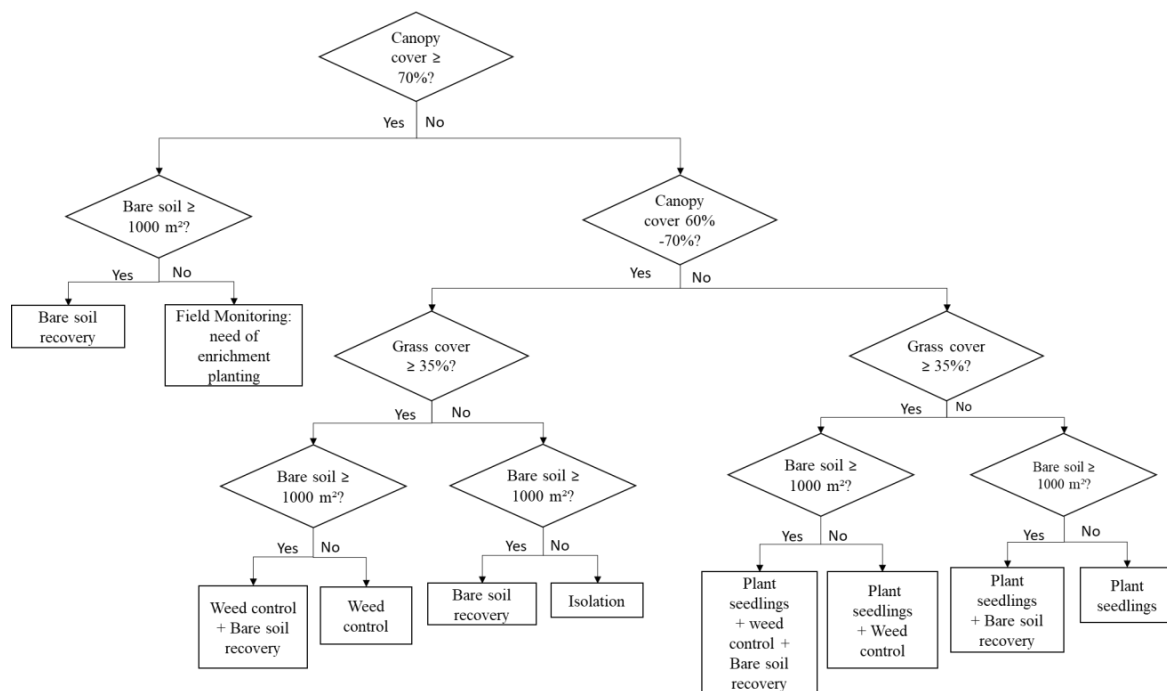 Canopy
cover ≥
70%?
Yes
No
Bare soil ≥
1000 m²?
Canopy
cover 60%
-70%?
Yes
No
Yes
No
Bare soil
recovery
Field Monitoring:
need of
enrichment
planting
Grass cover
≥ 35%?
Grass cover
≥ 35%?
Yes
No
Yes
No
Bare soil ≥
1000 m²?
Bare soil ≥
1000 m²?
Bare soil ≥
1000 m²?
Bare soil ≥
1000 m²?
Yes
No
Yes
No
Yes
No
Yes
No
Weed control
+ Bare soil
recovery
Weed
control
Bare soil
recovery
Isolation
Plant
seedlings
+ weed
control +
Bare soil
recovery
Plant
seedlings
+ Weed
control
Plant
seedlings
+ Bare soil
recovery
Plant
seedlings